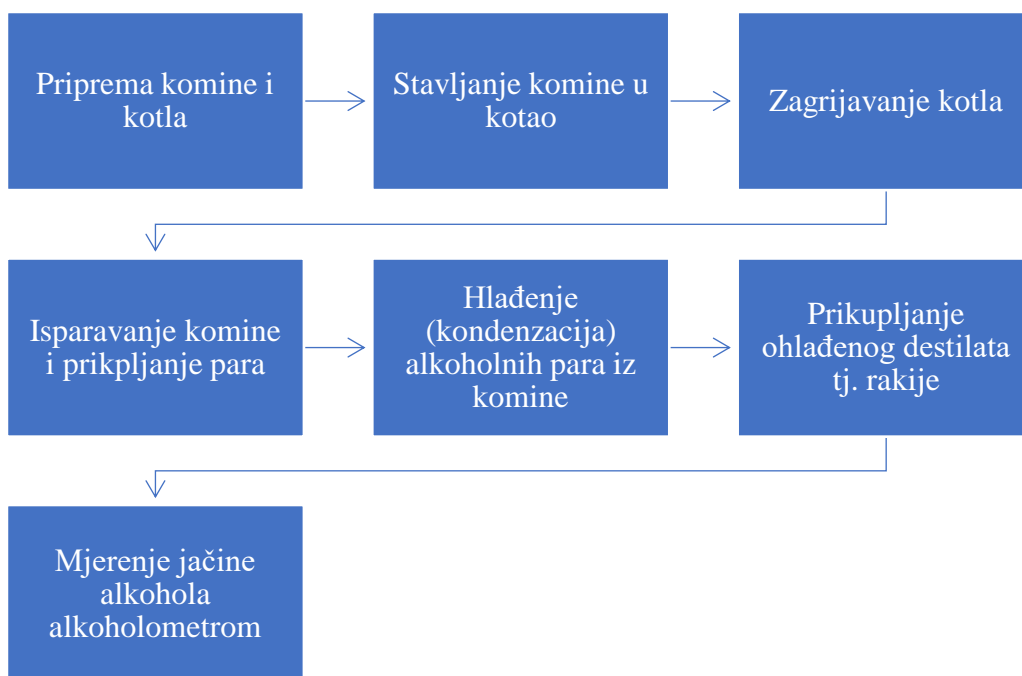 Priprema komine i
kotla
Stavljanje komine u
kotao
Zagrijavanje kotla
Isparavanje komine
i prikpljanje para
Hlađenje
(kondenzacija)
alkoholnih para iz
komine
Prikupljanje
ohlađenog destilata
tj. rakije
Mjerenje jačine
alkohola
alkoholometrom